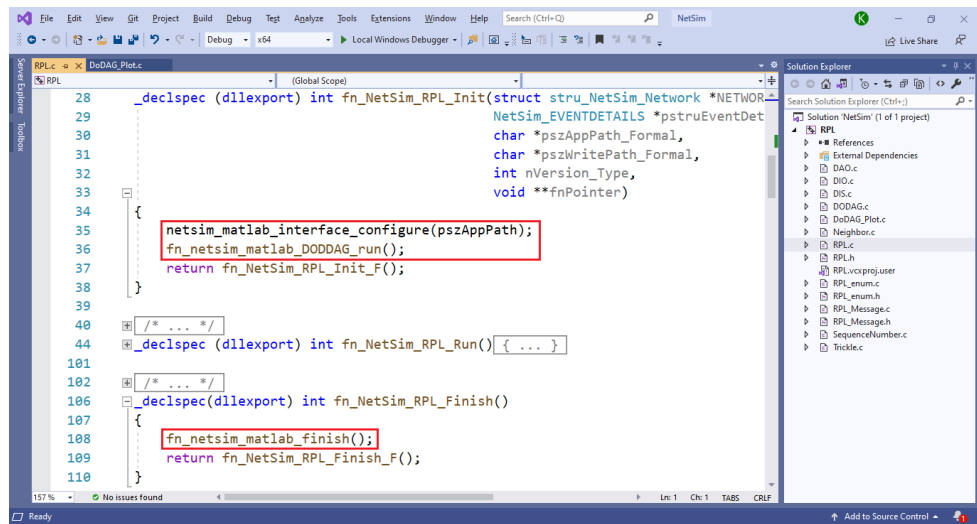 File Edit View Git Project Build Debug Test Analyze Tools Extensions Window Help Search (Ctrl+Q) NetSim K
Debug x64 Local Windows Debugger Live Share
Server Explorer
Toolbox
RPL.c DoDAG_Plot.c
RPL (Global Scope)
28 _declspec (dllexport) int fn_NetSim_RPL_Init(struct stru_NetSim_Network *NETWOR
29 NetSim_EVENTDETAILS *pstruEventDet
30 char *pszAppPath_Formal,
31 char *pszWritePath_Formal,
32 int nVersion_Type,
33 void **fnPointer)
34 {
35 netsim_matlab_interface_configure(pszAppPath);
36 fn_netsim_matlab_DODDAG_run();
37 return fn_NetSim_RPL_Init_F();
38 }
39
40 /* ... */
44 _declspec (dllexport) int fn_NetSim_RPL_Run() { ... }
101
102 /* ... */
106 _declspec(dllexport) int fn_NetSim_RPL_Finish()
107 {
108 fn_netsim_matlab_finish();
109 return fn_NetSim_RPL_Finish_F();
110 }
157 % No issues found Ln: 1 Ch: 1 TABS CRLF
Solution Explorer
Search Solution Explorer (Ctrl+;)
Solution 'NetSim' (1 of 1 project)
RPL
References
External Dependencies
DAO.c
DIO.c
DIS.c
DODAG.c
DoDAG_Plot.c
Neighbor.c
RPL.c
RPL.h
RPL.vcxproj.user
RPL_enum.c
RPL_enum.h
RPL_Message.c
RPL_Message.h
SequenceNumber.c
Trickle.c
Ready Add to Source Control 1